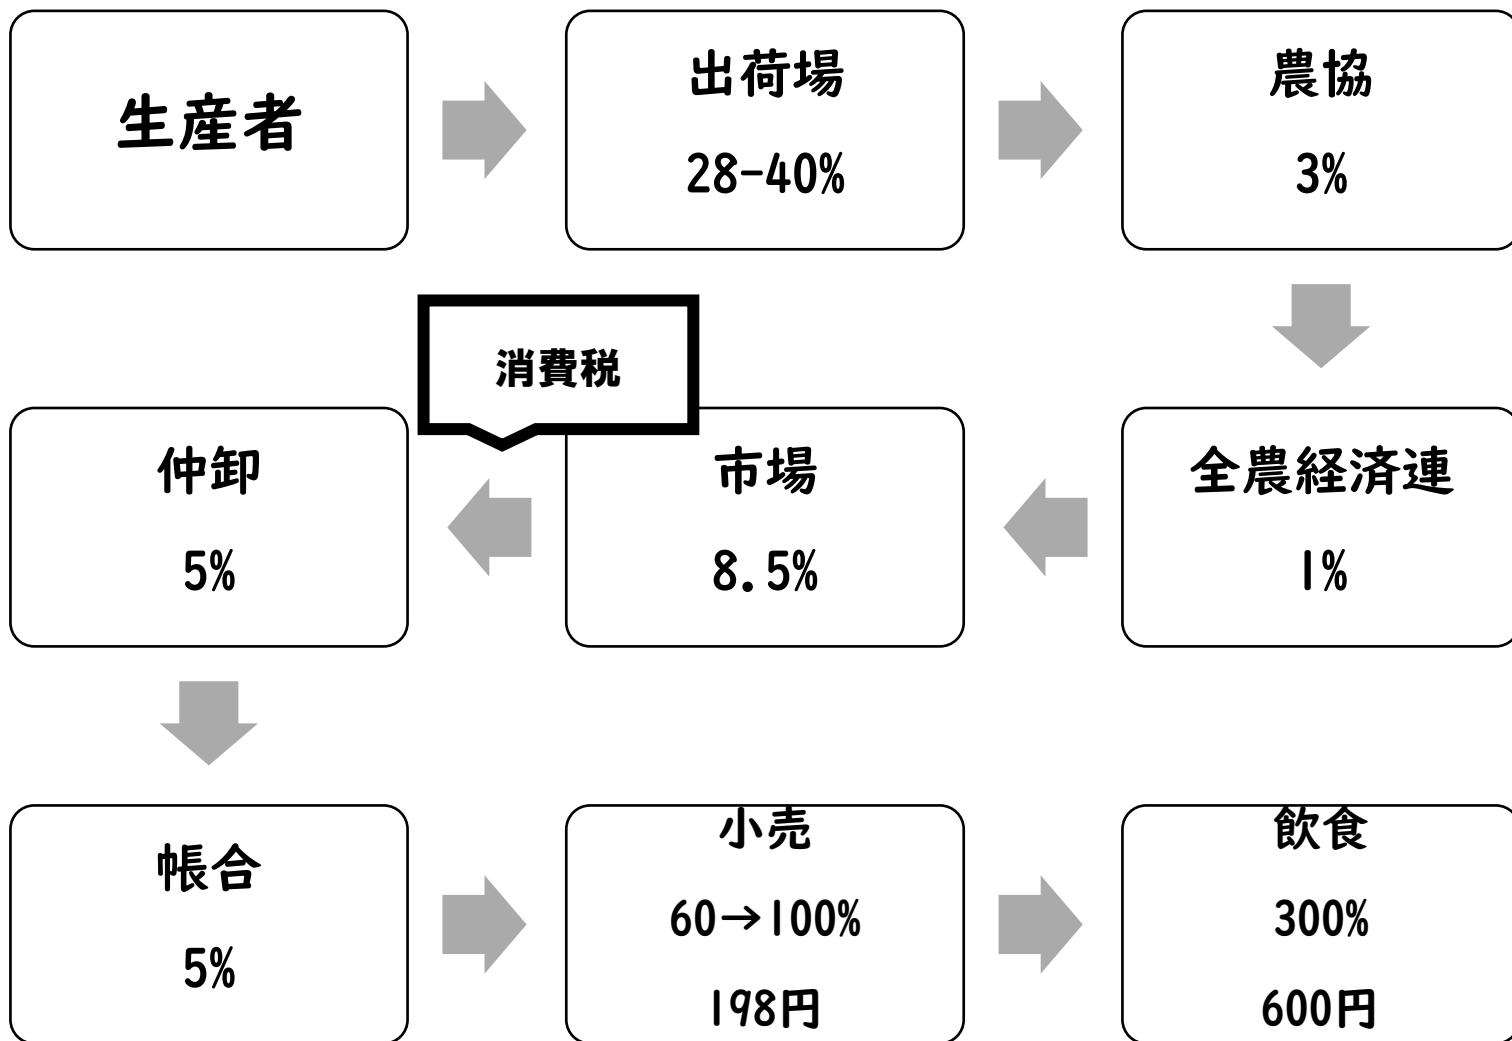 生産者
出荷場
28-40%
農協
3%
全農経済連
1%
市場
8.5%
消費税
仲卸
5%
帳合
5%
小売
60→100%
198円
飲食
300%
600円